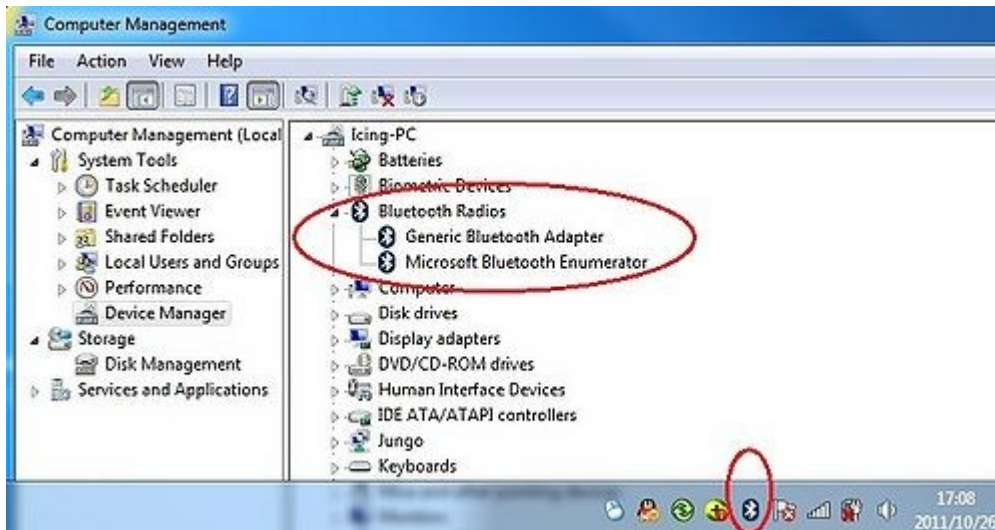 Computer Management
File Action View Help
Computer Management (Local
System Tools
Task Scheduler
Event Viewer
Shared Folders
Local Users and Groups
Performance
Device Manager
Storage
Disk Management
Services and Applications
Icing-PC
Batteries
Biometric Devices
Bluetooth Radios
Generic Bluetooth Adapter
Microsoft Bluetooth Enumerator
Computer
Disk drives
Display adapters
DVD/CD-ROM drives
Human Interface Devices
IDE ATA/ATAPI controllers
Jungo
Keyboards
17:08
2011/10/26